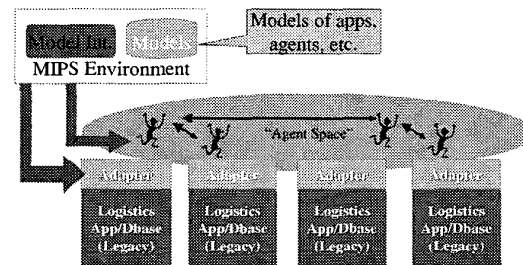 Models of apps,
agents, etc.
Model Int.
Models
MIPS Environment
"Agent Space"
Adapter
Adapter
Adapter
Adapter
Logistics
App/Dbase
(Legacy)
Logistics
App/Dbase
(Legacy)
Logistics
App/Dbase
(Legacy)
Logistics
App/Dbase
(Legacy)